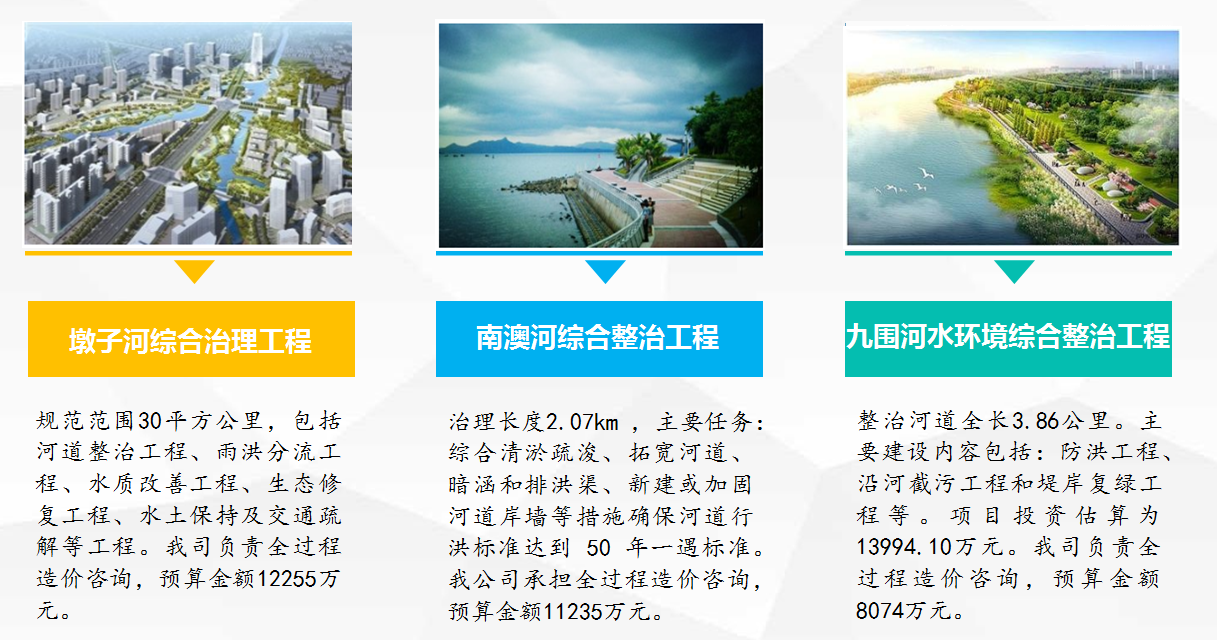 墩子河综合治理工程
规范范围30平方公里，包括
河道整治工程、雨洪分流工
程、水质改善工程、生态修
复工程、水土保持及交通疏
解等工程。我司负责全过程
造价咨询，预算金额12255万
元。
南澳河综合整治工程
治理长度2.07km ，主要任务：
综合清淤疏浚、拓宽河道、
暗涵和排洪渠、新建或加固
河道岸墙等措施确保河道行
洪标准达到 50 年一遇标准。
我公司承担全过程造价咨询，
预算金额11235万元。
九围河水环境综合整治工程
整治河道全长3.86公里。主
要建设内容包括：防洪工程、
沿河截污工程和堤岸复绿工
程等。项目投资估算为
13994.10万元。我司负责全
过程造价咨询，预算金额
8074万元。